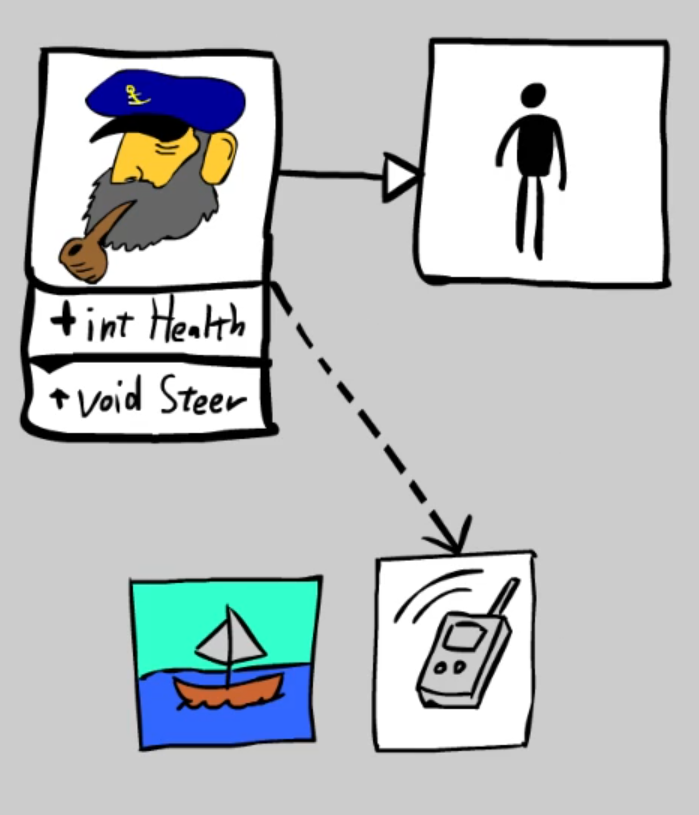 + int Health
+ void Steer